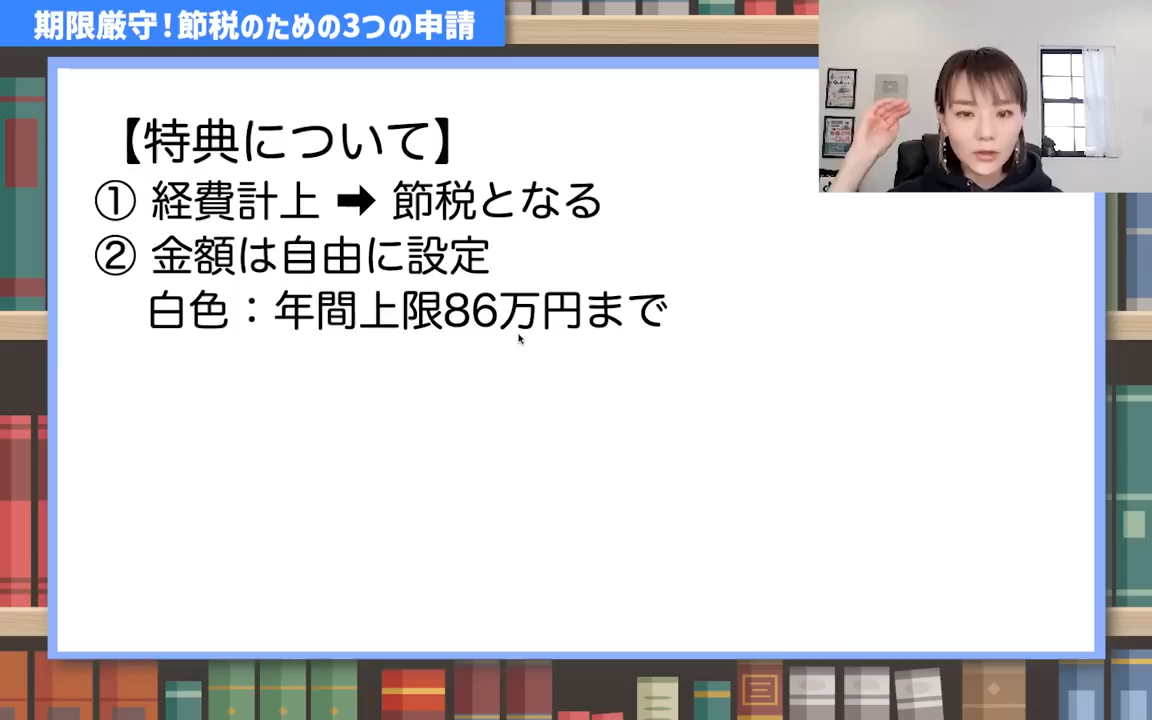 期限厳守！節税のための3つの申請
【特典について】
① 経費計上 ➡ 節税となる
② 金額は自由に設定
白色：年間上限86万円まで